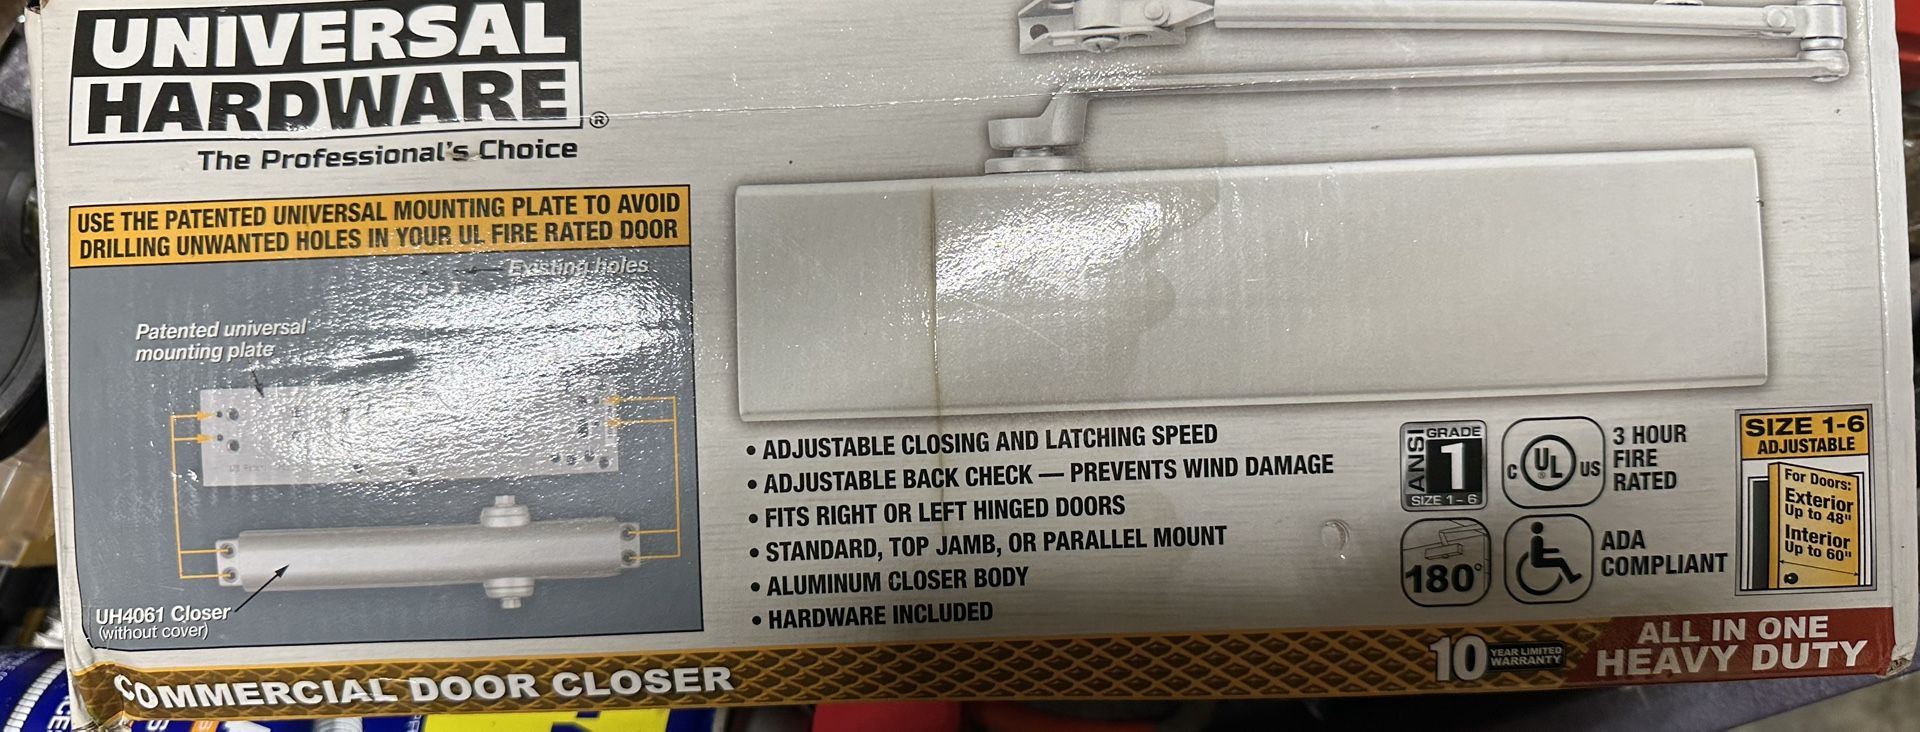 UNIVERSAL
HARDWARE®
The Professional's Choice
USE THE PATENTED UNIVERSAL MOUNTING PLATE TO AVOID
DRILLING UNWANTED HOLES IN YOUR UL FIRE RATED DOOR
Existing holes
Patented universal
mounting plate
UH4061 Closer
(without cover)
• ADJUSTABLE CLOSING AND LATCHING SPEED
• ADJUSTABLE BACK CHECK — PREVENTS WIND DAMAGE
• FITS RIGHT OR LEFT HINGED DOORS
• STANDARD, TOP JAMB, OR PARALLEL MOUNT
• ALUMINUM CLOSER BODY
• HARDWARE INCLUDED
ANSI
GRADE
1
SIZE 1-6
C UL® US
3 HOUR
FIRE
RATED
180°
ADA
COMPLIANT
SIZE 1-6
ADJUSTABLE
For Doors:
Exterior
Up to 48"
Interior
Up to 60"
COMMERCIAL DOOR CLOSER
10 YEAR LIMITED
WARRANTY
ALL IN ONE
HEAVY DUTY